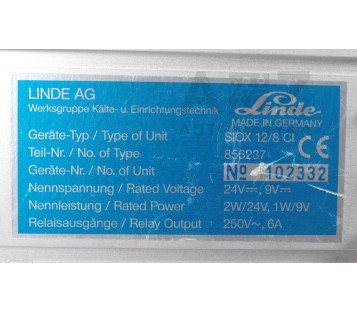 LINDE AG
Werksgruppe Kälte- u. Einrichtungstechnik
Linde
MADE IN GERMANY
Geräte-Typ / Type of Unit SIOX 12/8 CI CE
Teil-Nr. / No. of Type 856237
Geräte-Nr. / No. of Unit № 102332
Nennspannung / Rated Voltage 24V⎓, 9V⎓
Nennleistung / Rated Power 2W/24V, 1W/9V
Relaisausgänge / Relay Output 250V~, 6A